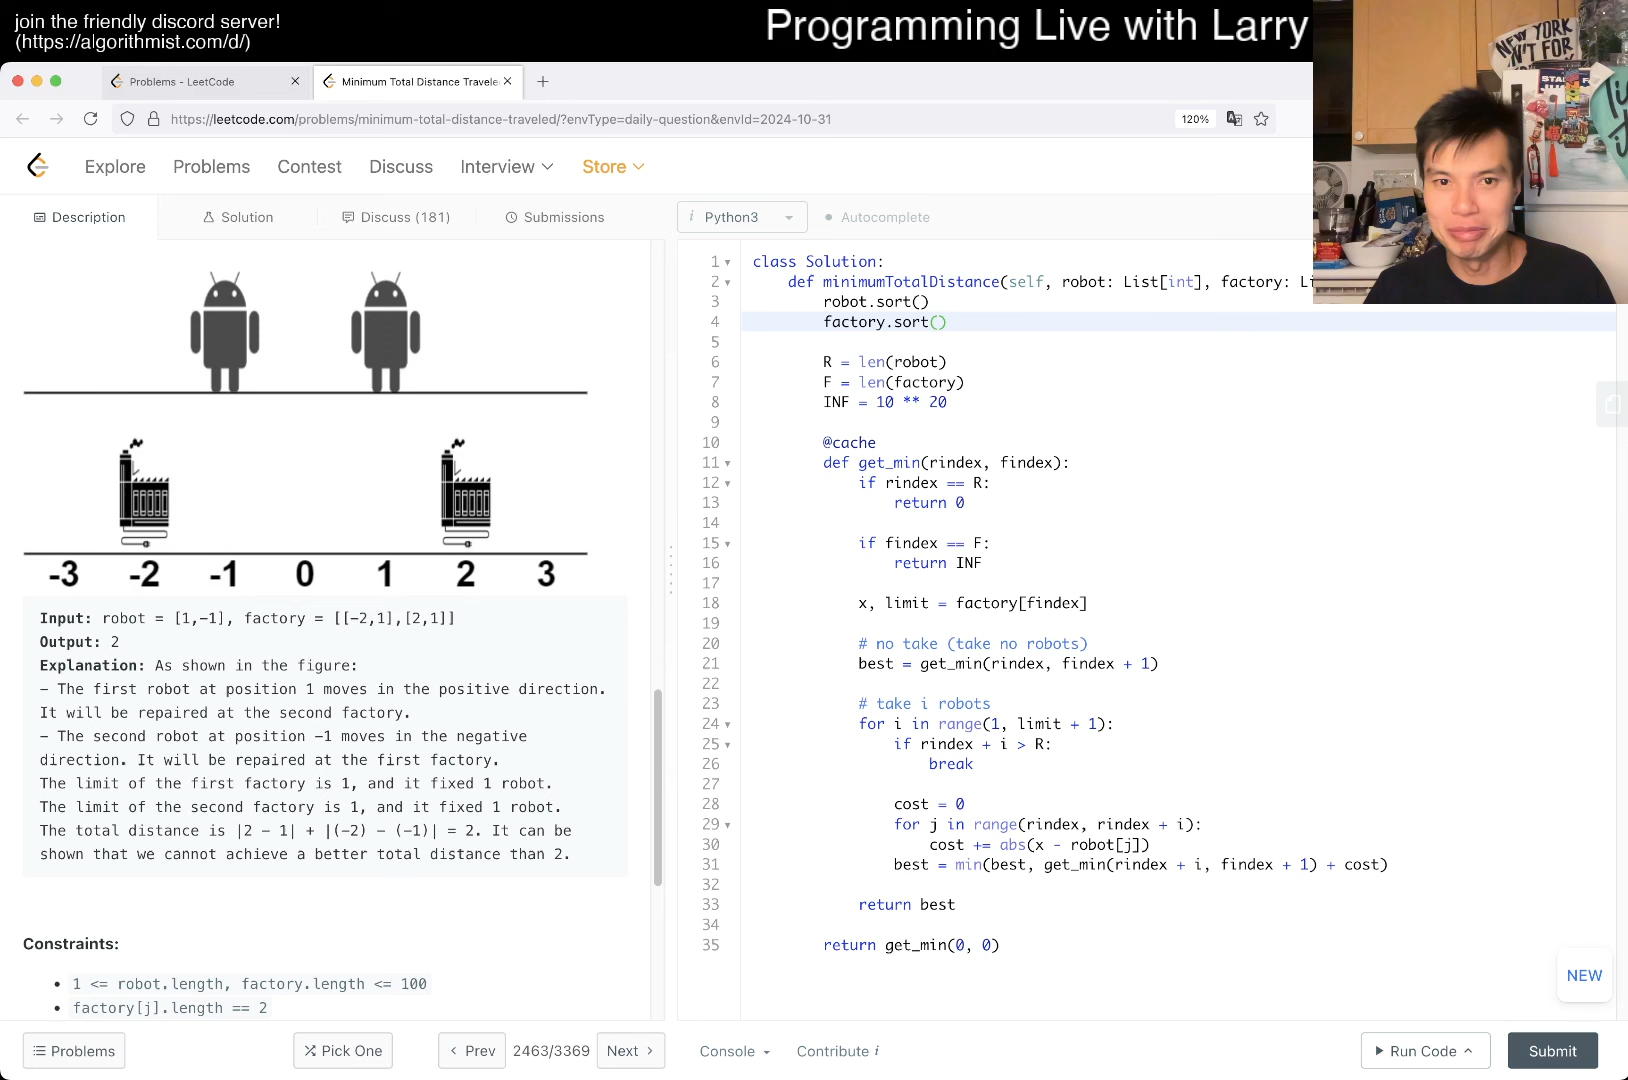 join the friendly discord server!
(https://algorithmist.com/d/)
Programming Live with Larry
Problems - LeetCode
Minimum Total Distance Travele
https://leetcode.com/problems/minimum-total-distance-traveled/?envType=daily-question&envId=2024-10-31
120%
Explore
Problems
Contest
Discuss
Interview
Store
Description
Solution
Discuss (181)
Submissions
i Python3
Autocomplete
-3 -2 -1 0 1 2 3
Input: robot = [1,-1], factory = [[-2,1],[2,1]]
Output: 2
Explanation: As shown in the figure:
- The first robot at position 1 moves in the positive direction.
It will be repaired at the second factory.
- The second robot at position -1 moves in the negative
direction. It will be repaired at the first factory.
The limit of the first factory is 1, and it fixed 1 robot.
The limit of the second factory is 1, and it fixed 1 robot.
The total distance is |2 - 1| + |(-2) - (-1)| = 2. It can be
shown that we cannot achieve a better total distance than 2.
Constraints:
• 1 <= robot.length, factory.length <= 100
• factory[j].length == 2
1 class Solution:
2 def minimumTotalDistance(self, robot: List[int], factory: Li
3 robot.sort()
4 factory.sort()
5
6 R = len(robot)
7 F = len(factory)
8 INF = 10 ** 20
9
10 @cache
11 def get_min(rindex, findex):
12 if rindex == R:
13 return 0
14
15 if findex == F:
16 return INF
17
18 x, limit = factory[findex]
19
20 # no take (take no robots)
21 best = get_min(rindex, findex + 1)
22
23 # take i robots
24 for i in range(1, limit + 1):
25 if rindex + i > R:
26 break
27
28 cost = 0
29 for j in range(rindex, rindex + i):
30 cost += abs(x - robot[j])
31 best = min(best, get_min(rindex + i, findex + 1) + cost)
32
33 return best
34
35 return get_min(0, 0)
NEW
Problems
Pick One
Prev
2463/3369
Next
Console
Contribute i
Run Code
Submit
NEW YORK
N'T FOR